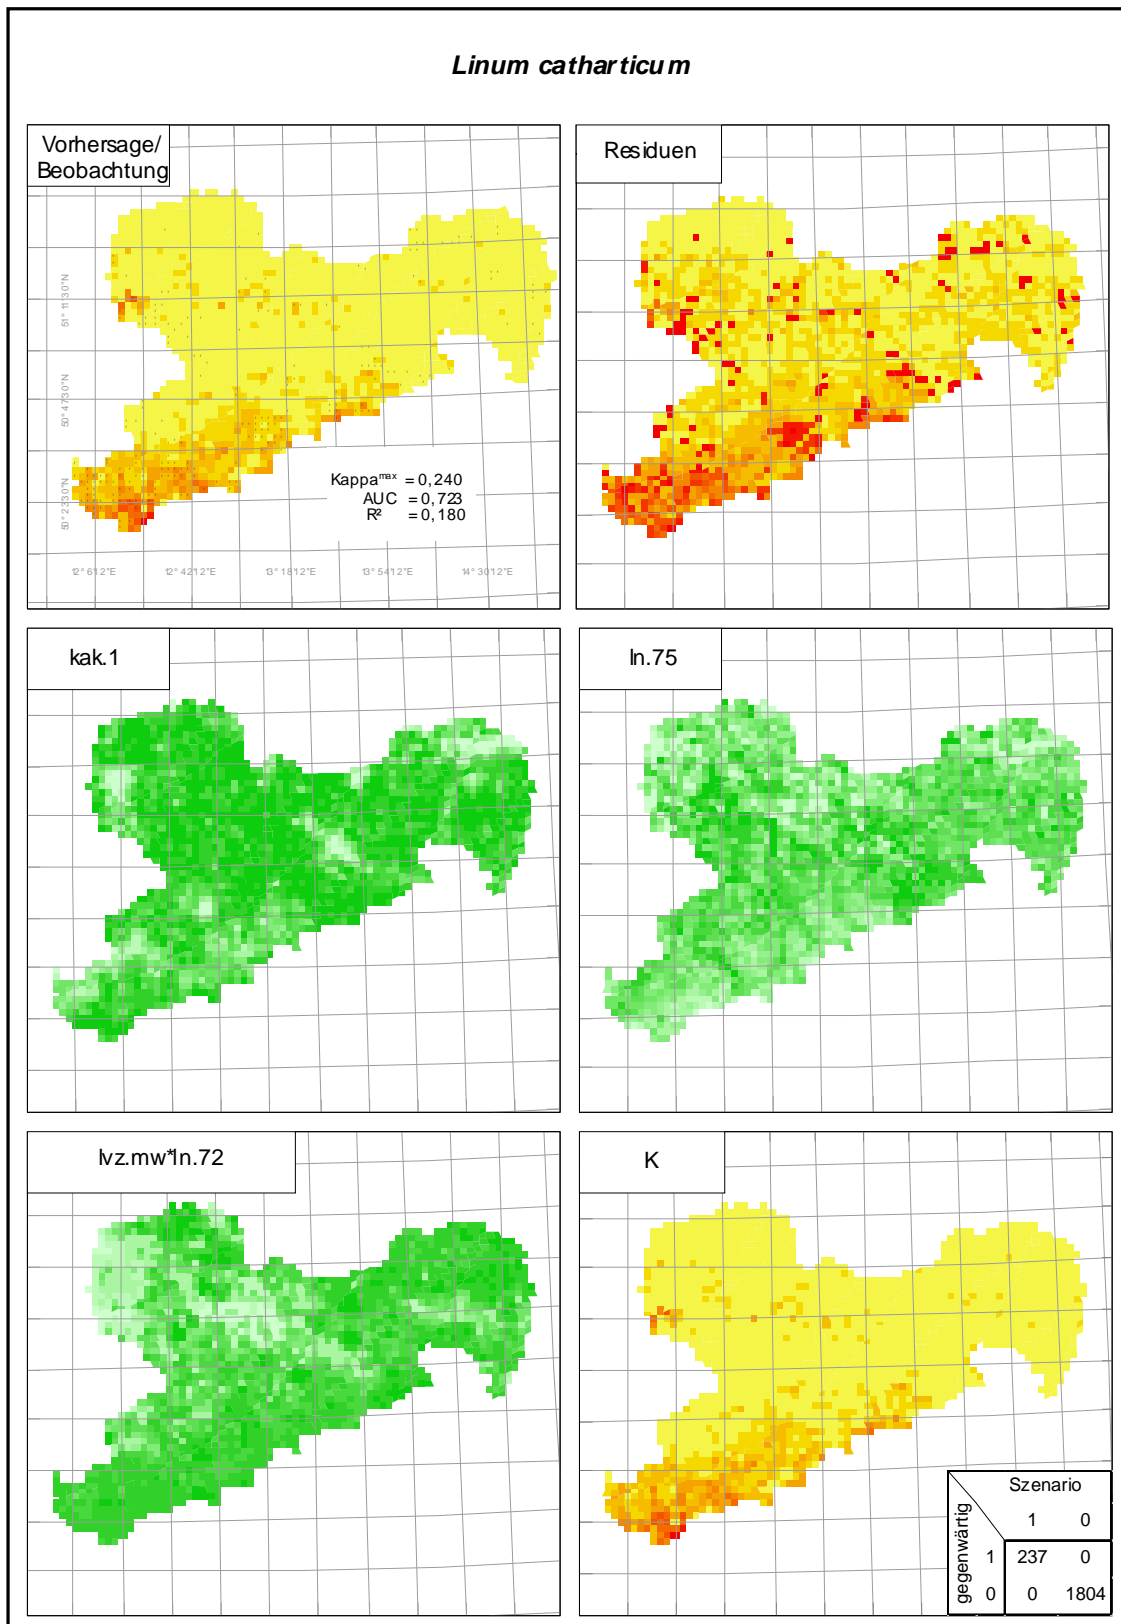 Linum catharticum
Vorhersage/
Beobachtung
Residuen
51° 11'30"N
50° 47'30"N
50° 23'30"N
Kappa^max = 0,240
AUC = 0,723
R² = 0,180
12° 6'12"E 12° 42'12"E 13° 18'12"E 13° 54'12"E 14° 30'12"E
kak.1
ln.75
lvz.mw*ln.72
K
Szenario
1 0
gegenwärtig
1 237 0
0 0 1804